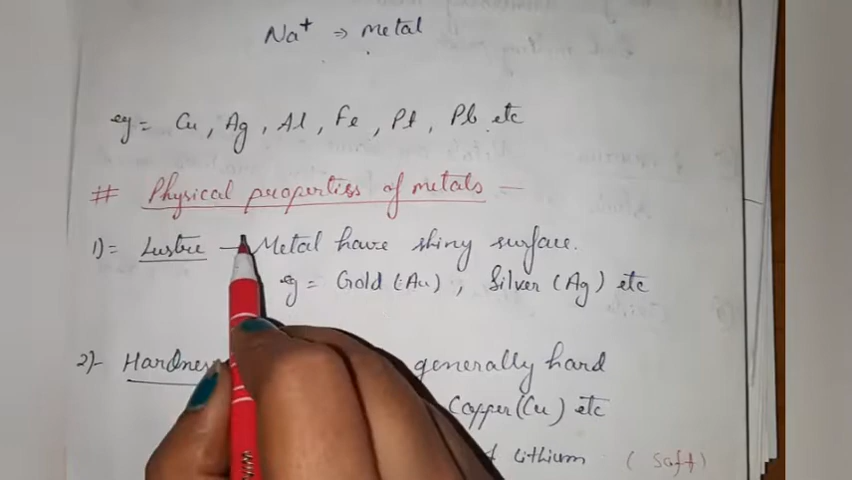 Na+ ⇒ metal
eg = Cu, Ag, Al, Fe, Pt, Pb etc
# Physical properties of metals —
1)= Lustre → Metal have shiny surface.
eg = Gold (Au), Silver (Ag) etc
2)- Hardness generally hard
Copper (Cu) etc
Lithium (Soft)